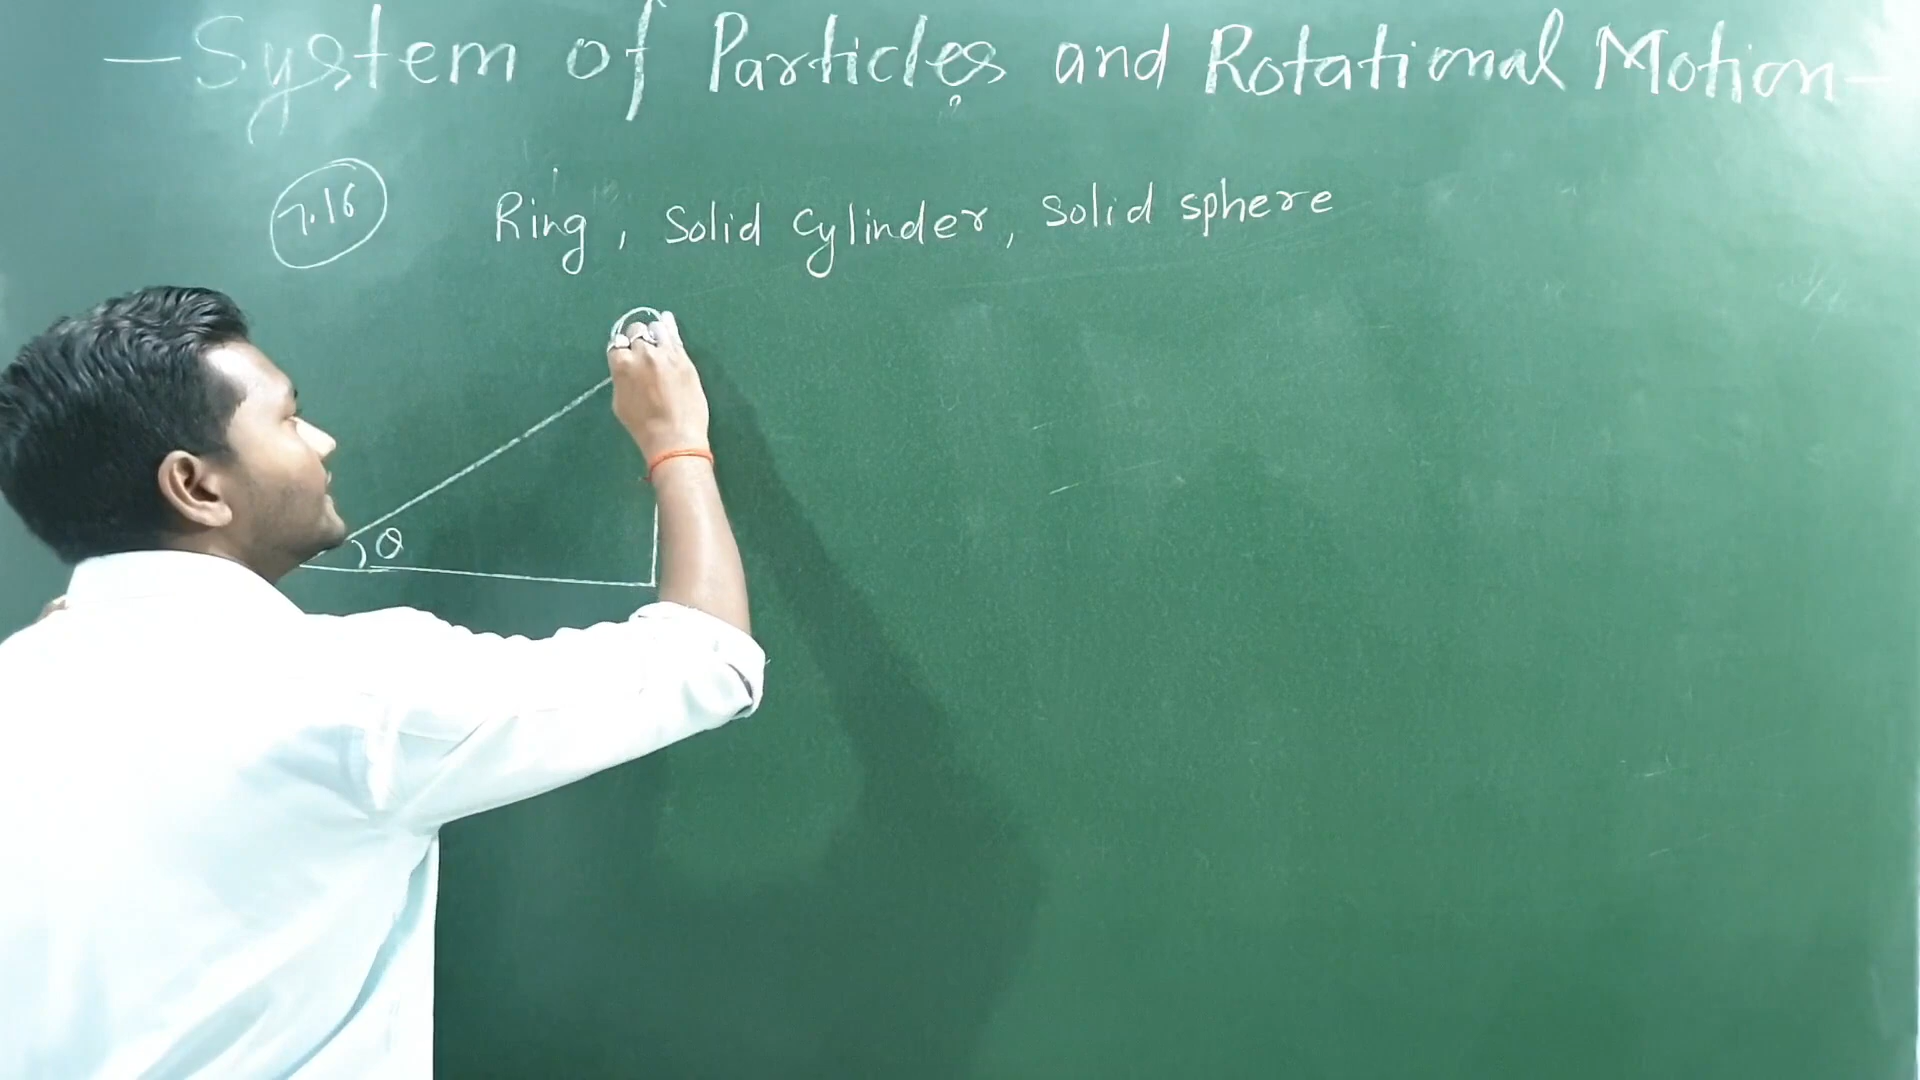 —System of Particles and Rotational Motion—
7.16 Ring, Solid Cylinder, Solid sphere
θ